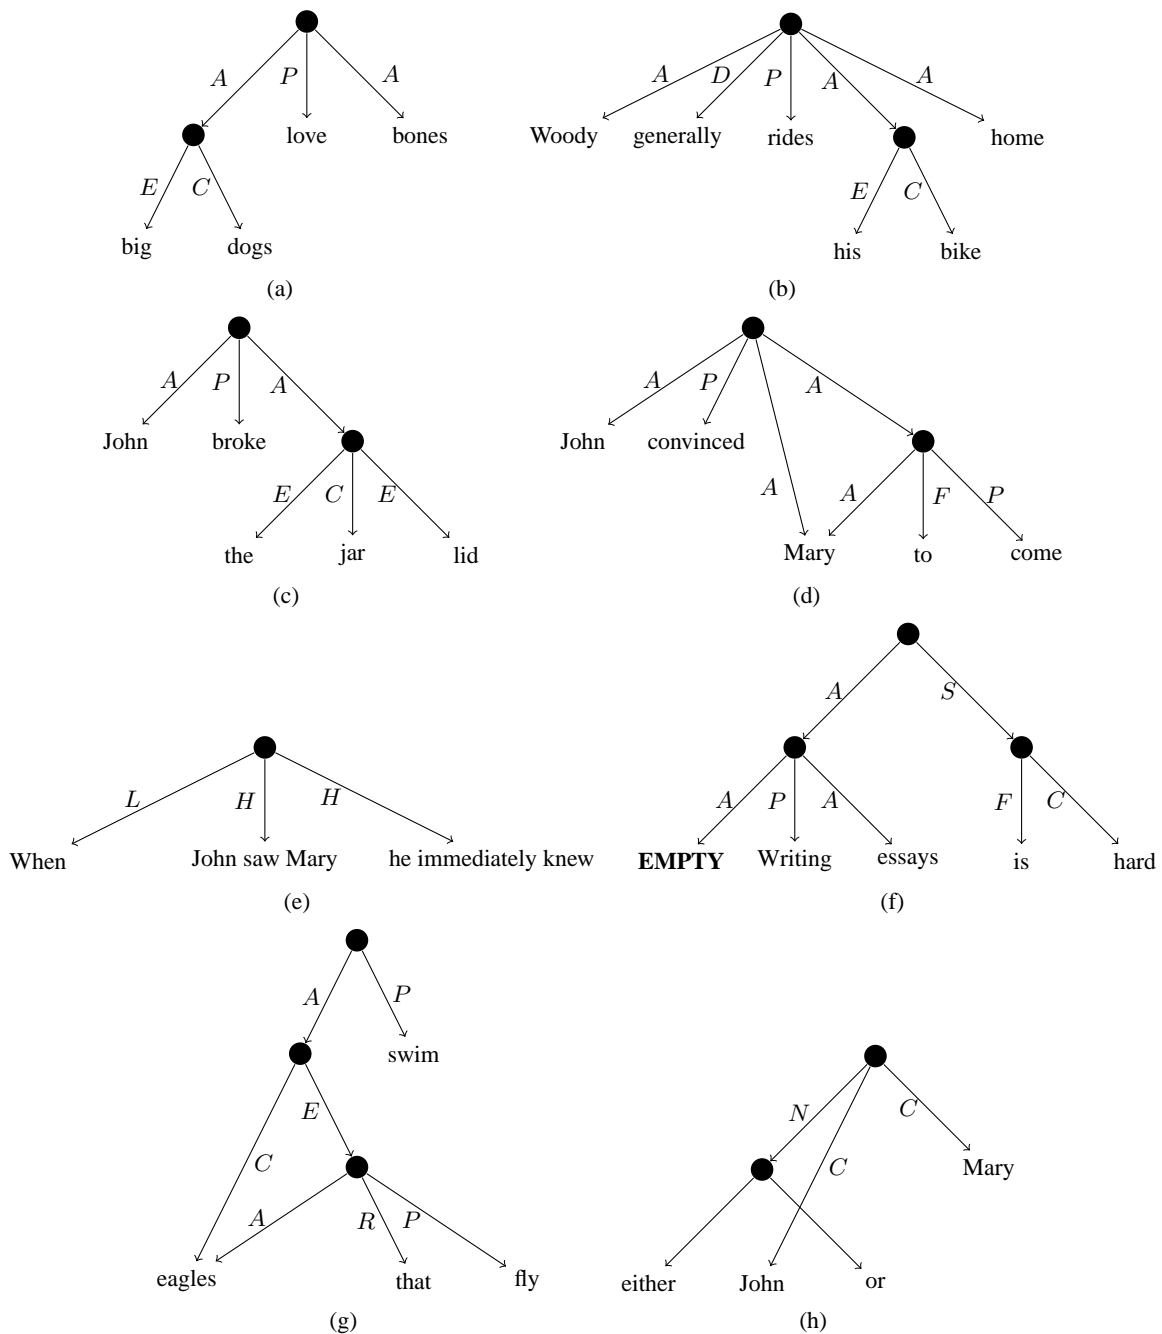 A P A A D P A A
love bones Woody generally rides home
E C E C
big dogs his bike
(a) (b)
A P A A P A
John broke John convinced
E C E A A F P
the jar lid Mary to come
(c) (d)
A S
L H H A P A F C
When John saw Mary he immediately knew EMPTY Writing essays is hard
(e) (f)
A P
swim
E N C
C C Mary
A R P
eagles that fly either John or
(g) (h)